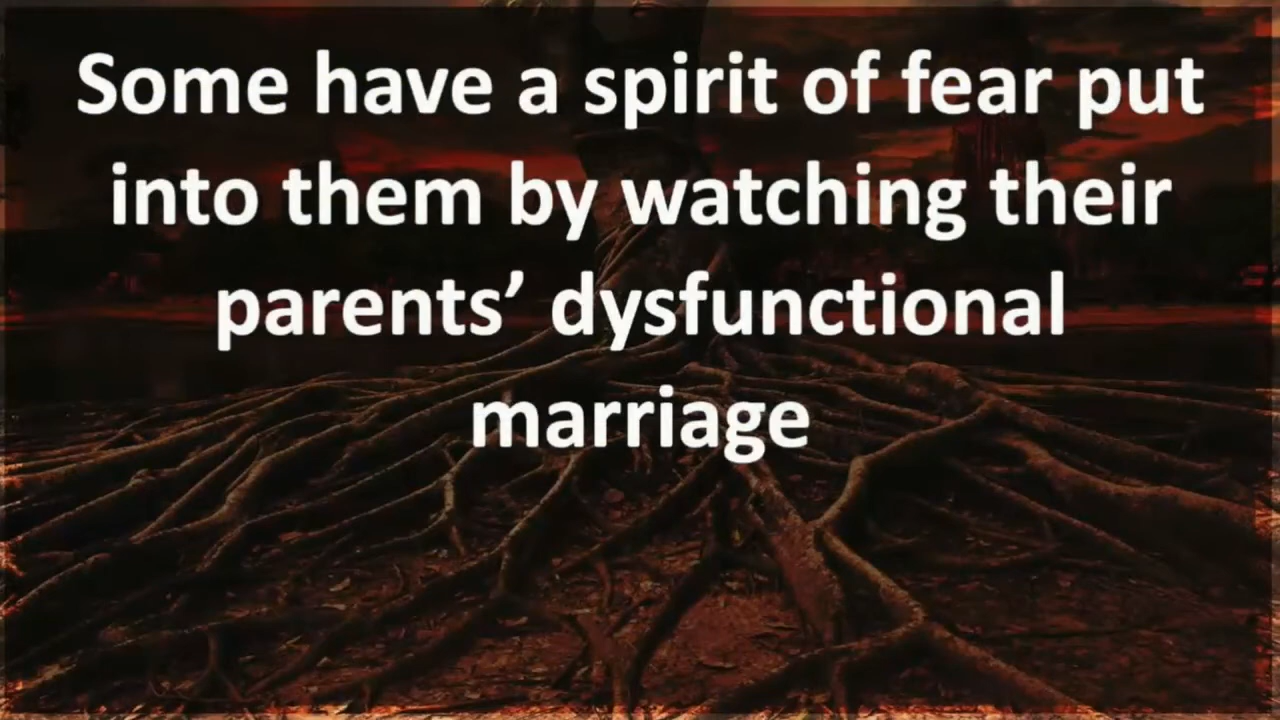 Some have a spirit of fear put
into them by watching their
parents’ dysfunctional
marriage